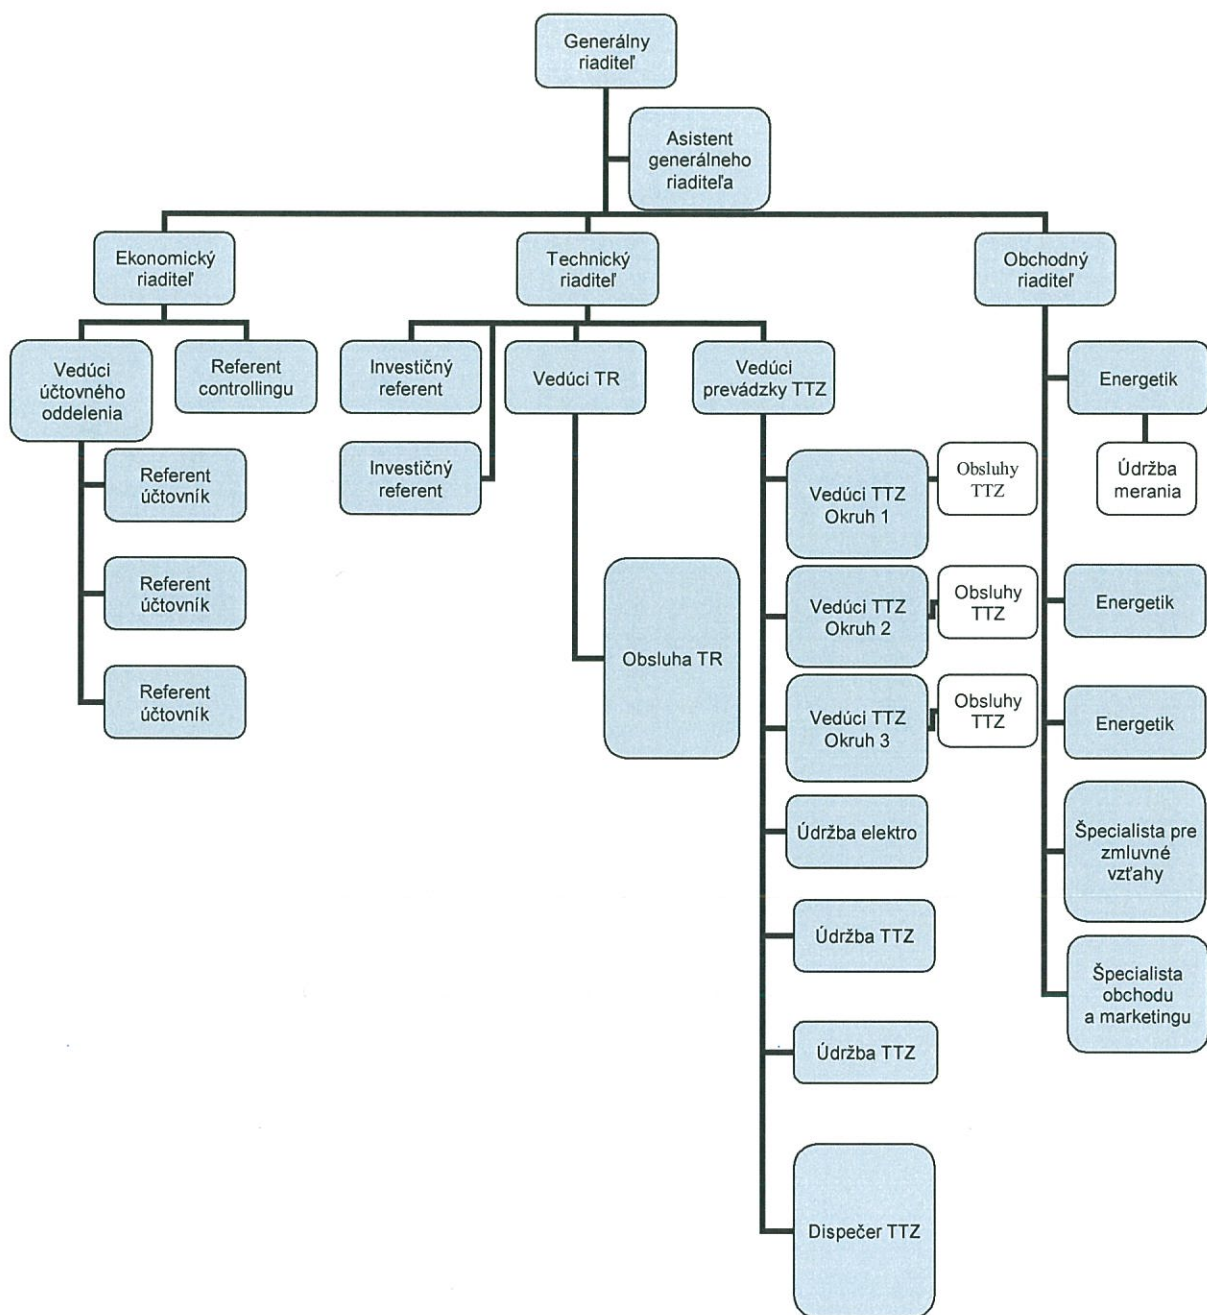 Generálny
riaditeľ
Asistent
generálneho
riaditeľa
Ekonomický
riaditeľ
Technický
riaditeľ
Obchodný
riaditeľ
Vedúci
účtovného
oddelenia
Referent
controllingu
Investičný
referent
Vedúci TR
Vedúci
prevádzky TTZ
Energetik
Referent
účtovník
Investičný
referent
Vedúci TTZ
Okruh 1
Obsluhy
TTZ
Údržba
merania
Referent
účtovník
Vedúci TTZ
Okruh 2
Obsluhy
TTZ
Energetik
Referent
účtovník
Obsluha TR
Vedúci TTZ
Okruh 3
Obsluhy
TTZ
Energetik
Údržba elektro
Špecialista pre
zmluvné
vzťahy
Údržba TTZ
Špecialista
obchodu
a marketingu
Údržba TTZ
Dispečer TTZ